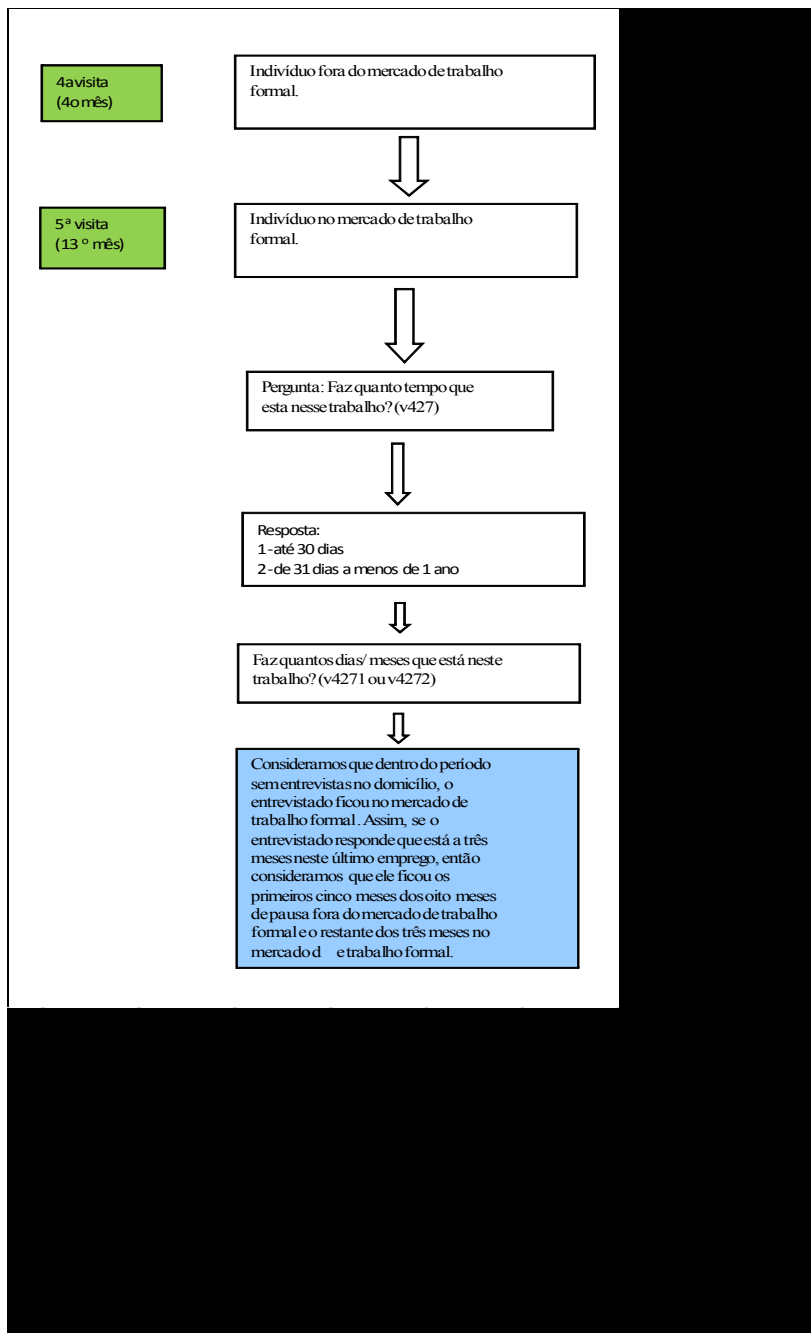 4a visita
(4o mês)
Indivíduo fora do mercado de trabalho
formal.
5ª visita
(13 º mês)
Indivíduo no mercado de trabalho
formal.
Pergunta: Faz quanto tempo que
esta nesse trabalho? (v427)
Resposta:
1-até 30 dias
2-de 31 dias a menos de 1 ano
Faz quantos dias/ meses que está neste
trabalho? (v4271 ou v4272)
Consideramos que dentro do período
sem entrevistas no domicílio, o
entrevistado ficou no mercado de
trabalho formal. Assim, se o
entrevistado responde que está a três
meses neste último emprego, então
consideramos que ele ficou os
primeiros cinco meses dos oito meses
de pausa fora do mercado de trabalho
formal e o restante dos três meses no
mercado d e trabalho formal.